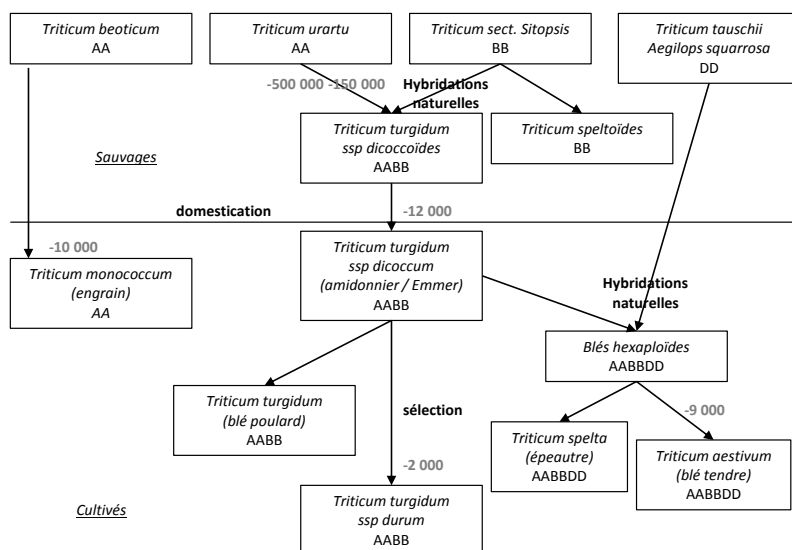 Triticum beoticum
AA
Triticum urartu
AA
Triticum sect. Sitopsis
BB
Triticum tauschii
Aegilops squarrosa
DD
-500 000 -150 000
Hybridations
naturelles
Triticum turgidum
ssp dicoccoïdes
AABB
Triticum speltoïdes
BB
Sauvages
domestication
-12 000
-10 000
Triticum monococcum
(engrain)
AA
Triticum turgidum
ssp dicoccum
(amidonnier / Emmer)
AABB
Hybridations
naturelles
Blés hexaploïdes
AABBDD
Triticum turgidum
(blé poulard)
AABB
sélection
-9 000
Triticum spelta
(épeautre)
AABBDD
Triticum aestivum
(blé tendre)
AABBDD
-2 000
Triticum turgidum
ssp durum
AABB
Cultivés